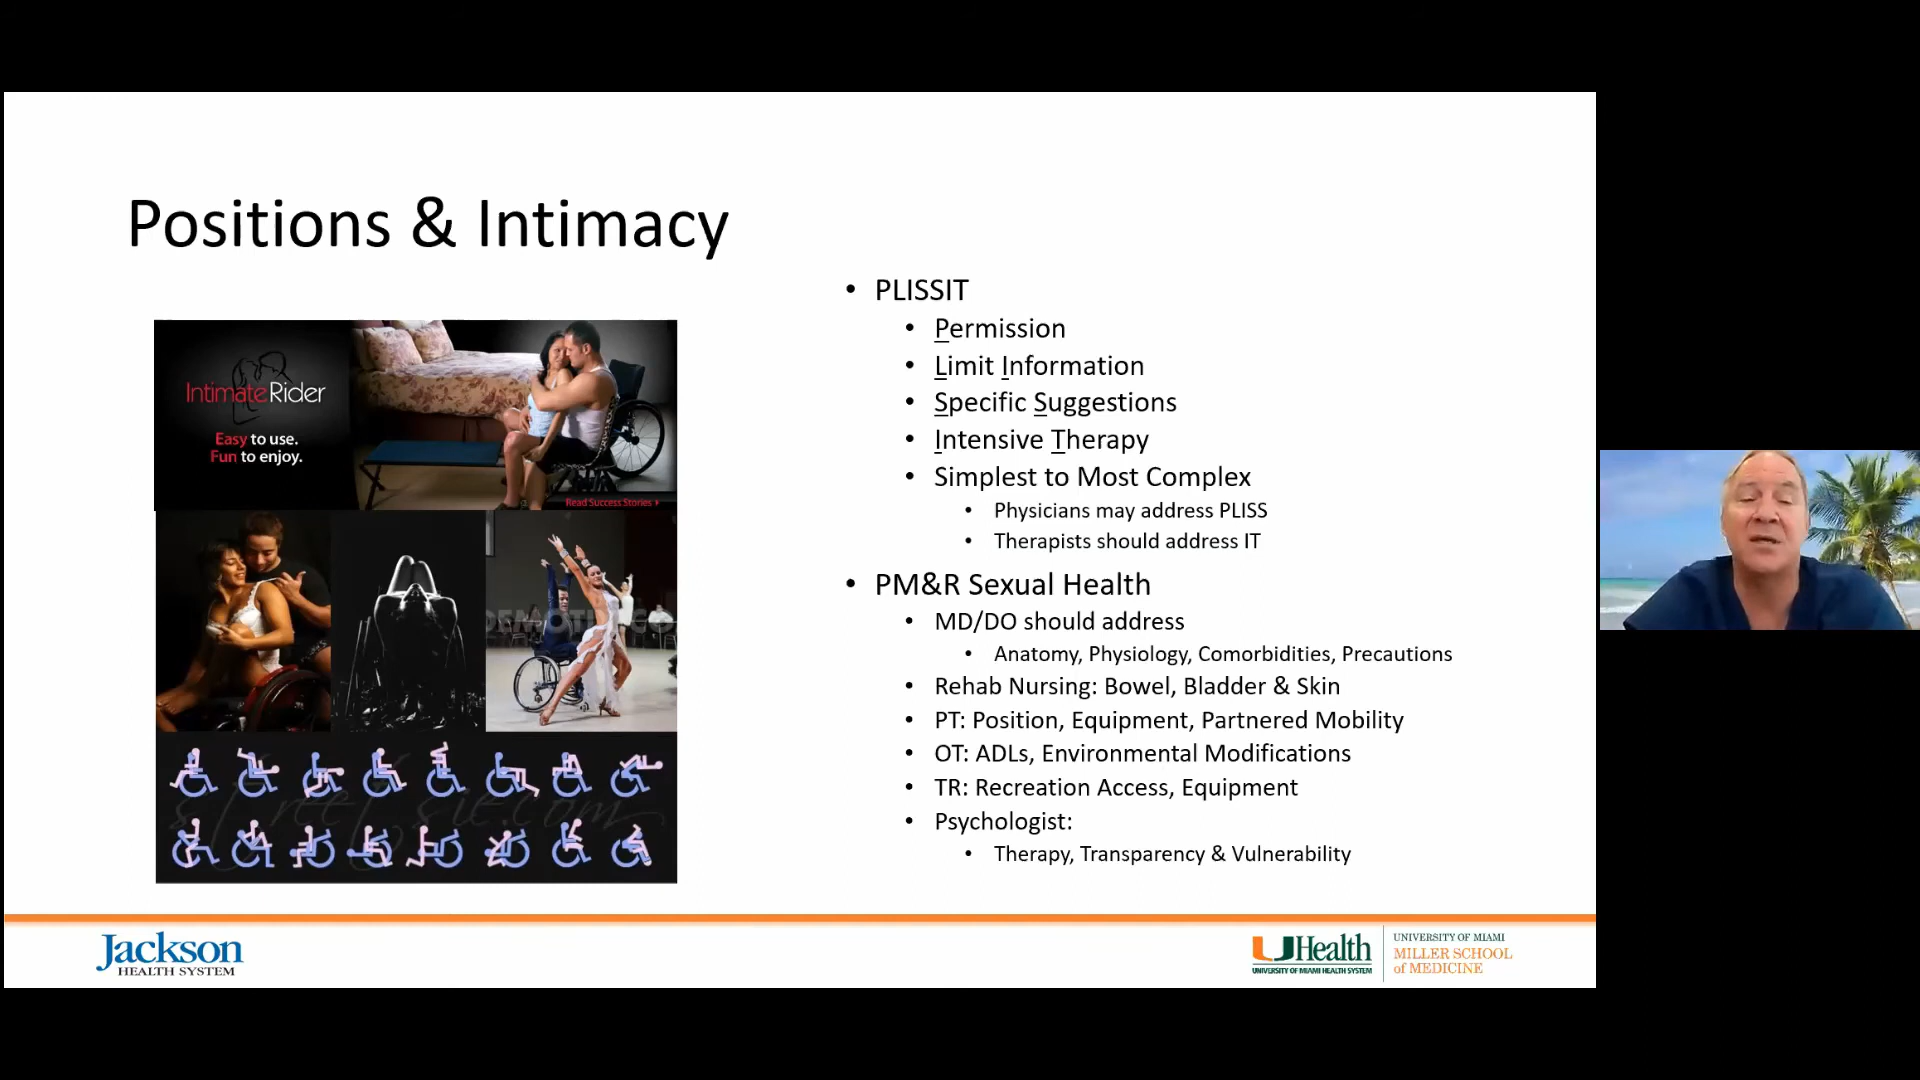 Positions & Intimacy
IntimateRider
Easy to use.
Fun to enjoy.
Read Success Stories
• PLISSIT
• Permission
• Limit Information
• Specific Suggestions
• Intensive Therapy
• Simplest to Most Complex
• Physicians may address PLISS
• Therapists should address IT
• PM&R Sexual Health
• MD/DO should address
• Anatomy, Physiology, Comorbidities, Precautions
• Rehab Nursing: Bowel, Bladder & Skin
• PT: Position, Equipment, Partnered Mobility
• OT: ADLs, Environmental Modifications
• TR: Recreation Access, Equipment
• Psychologist:
• Therapy, Transparency & Vulnerability
Jackson
HEALTH SYSTEM
UHealth
UNIVERSITY OF MIAMI HEALTH SYSTEM
UNIVERSITY OF MIAMI
MILLER SCHOOL
of MEDICINE